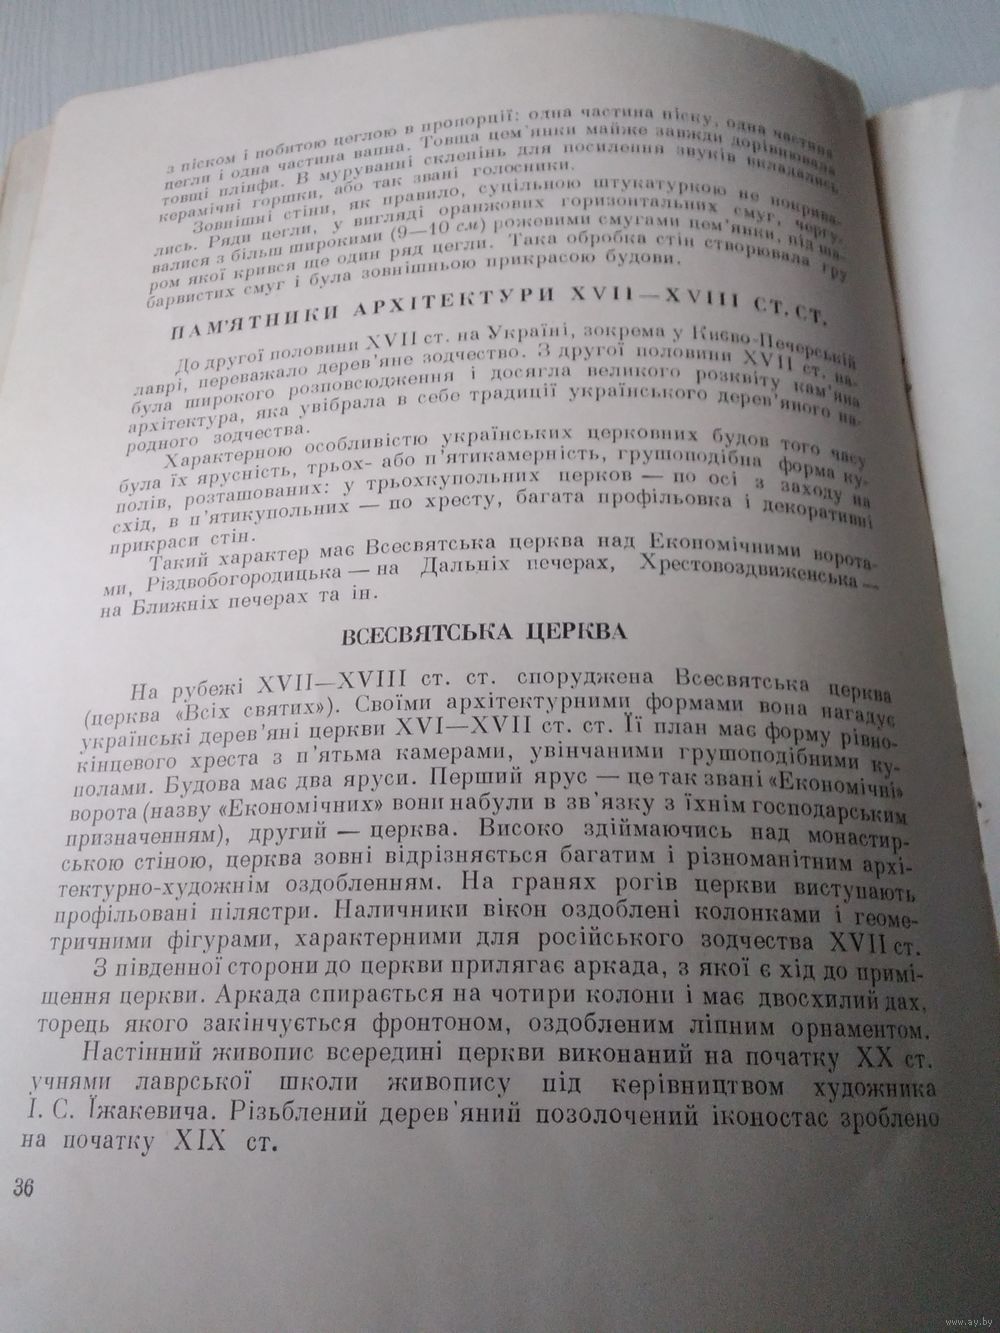 з піском і побитою цеглою в пропорції: одна частина піску, одна частина
цегли і одна частина вапна. Товща цем'янки майже завжди дорівнювала
товщі плінфи. В муруванні склепінь для посилення звуків вкладались
керамічні горшки, або так звані голосники.
Зовнішні стіни, як правило, суцільною штукатуркою не покрива-
лись. Ряди цегли, у вигляді оранжових горизонтальних смуг, чергу-
валися з більш широкими (9—10 см) рожевими смугами цем'янки, під ша-
ром якої крився ще один ряд цегли. Така обробка стін створювала гру
барвистих смуг і була зовнішньою прикрасою будови.
ПАМ'ЯТНИКИ АРХІТЕКТУРИ XVII—XVIII СТ. СТ.
До другої половини XVII ст. на Україні, зокрема у Києво-Печерській
лаврі, переважало дерев'яне зодчество. З другої половини XVII ст. на-
була широкого розповсюдження і досягла великого розквіту кам'яна
архітектура, яка увібрала в себе традиції українського дерев'яного на-
родного зодчества.
Характерною особливістю українських церковних будов того часу
була їх ярусність, трьох- або п'ятикамерність, грушоподібна форма ку-
полів, розташованих: у трьохкупольних церков — по осі з заходу на
схід, в п'ятикупольних — по хресту, багата профільовка і декоративні
прикраси стін.
Такий характер має Всесвятська церква над Економічними ворота-
ми, Різдвобогородицька — на Дальніх печерах, Хрестовоздвиженська —
на Ближніх печерах та ін.
ВСЕСВЯТСЬКА ЦЕРКВА
На рубежі XVII—XVIII ст. ст. споруджена Всесвятська церква
(церква «Всіх святих»). Своїми архітектурними формами вона нагадує
українські дерев'яні церкви XVI—XVII ст. ст. Її план має форму рівно-
кінцевого хреста з п'ятьма камерами, увінчаними грушоподібними ку-
полами. Будова має два яруси. Перший ярус — це так звані «Економічні»
ворота (назву «Економічних» вони набули в зв'язку з їхнім господарським
призначенням), другий — церква. Високо здіймаючись над монастир-
ською стіною, церква зовні відрізняється багатим і різноманітним архі-
тектурно-художнім оздобленням. На гранях рогів церкви виступають
профільовані пілястри. Наличники вікон оздоблені колонками і геоме-
тричними фігурами, характерними для російського зодчества XVII ст.
З південної сторони до церкви прилягає аркада, з якої є хід до примі-
щення церкви. Аркада спирається на чотири колони і має двосхилий дах,
торець якого закінчується фронтоном, оздобленим ліпним орнаментом.
Настінний живопис всередині церкви виконаний на початку XX ст.
учнями лаврської школи живопису під керівництвом художника
І. С. Їжакевича. Різьблений дерев'яний позолочений іконостас зроблено
на початку XIX ст.
36
www.ay.by